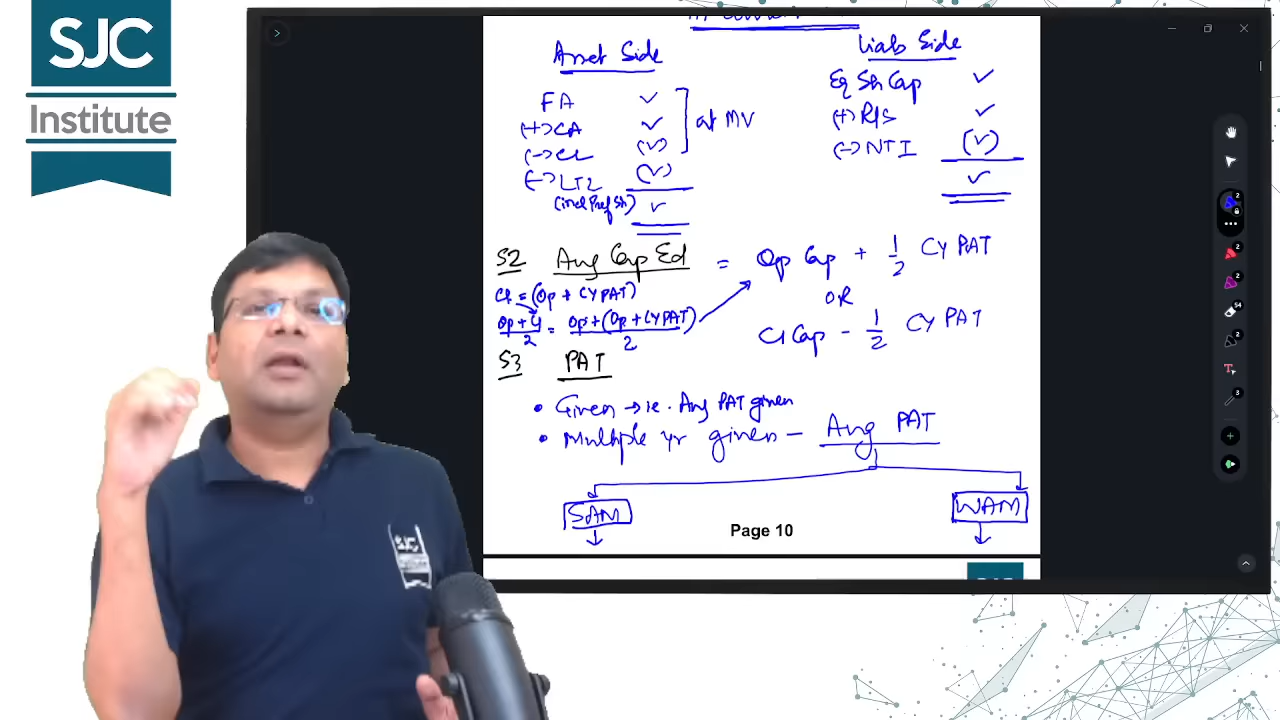 SJC
Institute
Asset Side
Liab Side
FA ✓
(+) CA ✓
(-) CL (✓)
(-) LTL (✓)
(incl Pref Sh) ✓
at MV
Eq Sh Cap ✓
(+) R/S ✓
(-) NTI (✓)
✓
S2 Avg Cap Ed = Op Cap + 1/2 CY PAT
OR
Cl Cap - 1/2 CY PAT
Cl = (Op + CY PAT)
Op + Cl / 2 = Op + (Op + CY PAT) / 2
S3 PAT
• Given → ie. Avg PAT given
• Multiple yr given - Avg PAT
SAM
WAM
Page 10
SJC